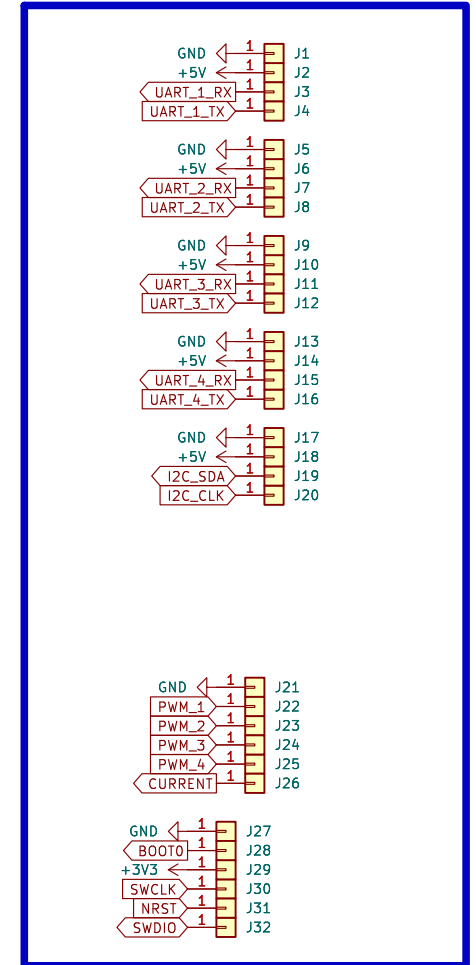 GND 1 J1
+5V 1 J2
UART_1_RX 1 J3
UART_1_TX 1 J4
GND 1 J5
+5V 1 J6
UART_2_RX 1 J7
UART_2_TX 1 J8
GND 1 J9
+5V 1 J10
UART_3_RX 1 J11
UART_3_TX 1 J12
GND 1 J13
+5V 1 J14
UART_4_RX 1 J15
UART_4_TX 1 J16
GND 1 J17
+5V 1 J18
I2C_SDA 1 J19
I2C_CLK 1 J20
GND 1 J21
PWM_1 1 J22
PWM_2 1 J23
PWM_3 1 J24
PWM_4 1 J25
CURRENT 1 J26
GND 1 J27
BOOT0 1 J28
+3V3 1 J29
SWCLK 1 J30
NRST 1 J31
SWDIO 1 J32